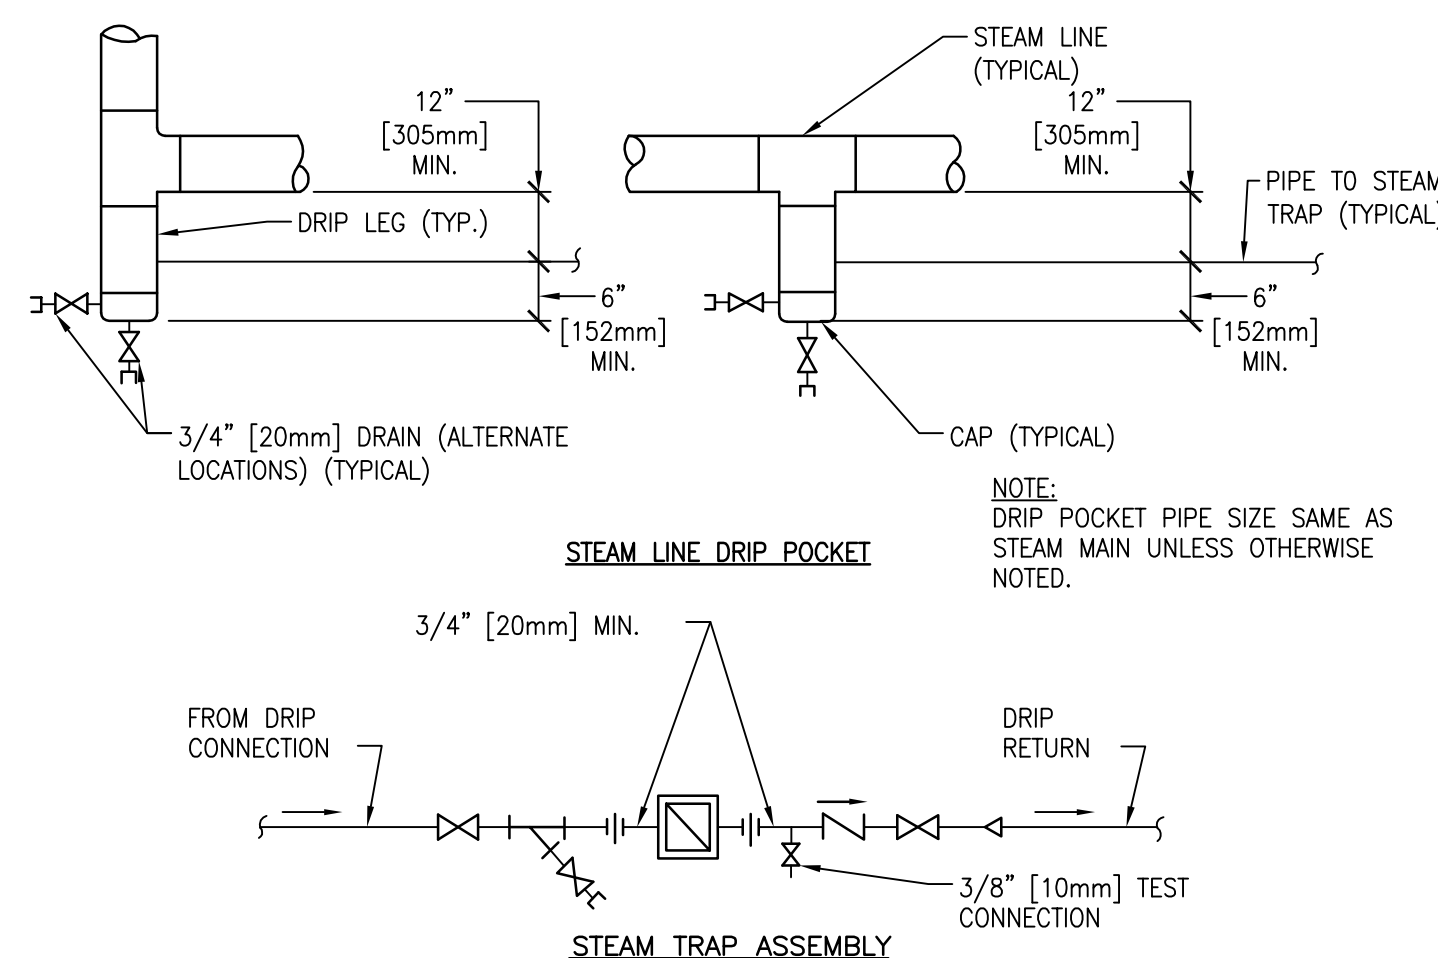 STEAM LINE
(TYPICAL)
12”
[305mm]
MIN.
12”
[305mm]
MIN.
PIPE TO STEAM
TRAP (TYPICAL)
DRIP LEG (TYP.)
6”
[152mm]
MIN.
6”
[152mm]
MIN.
3/4” [20mm] DRAIN (ALTERNATE
LOCATIONS) (TYPICAL)
CAP (TYPICAL)
NOTE:
DRIP POCKET PIPE SIZE SAME AS
STEAM MAIN UNLESS OTHERWISE
NOTED.
STEAM LINE DRIP POCKET
3/4” [20mm] MIN.
FROM DRIP
CONNECTION
DRIP
RETURN
3/8” [10mm] TEST
CONNECTION
STEAM TRAP ASSEMBLY